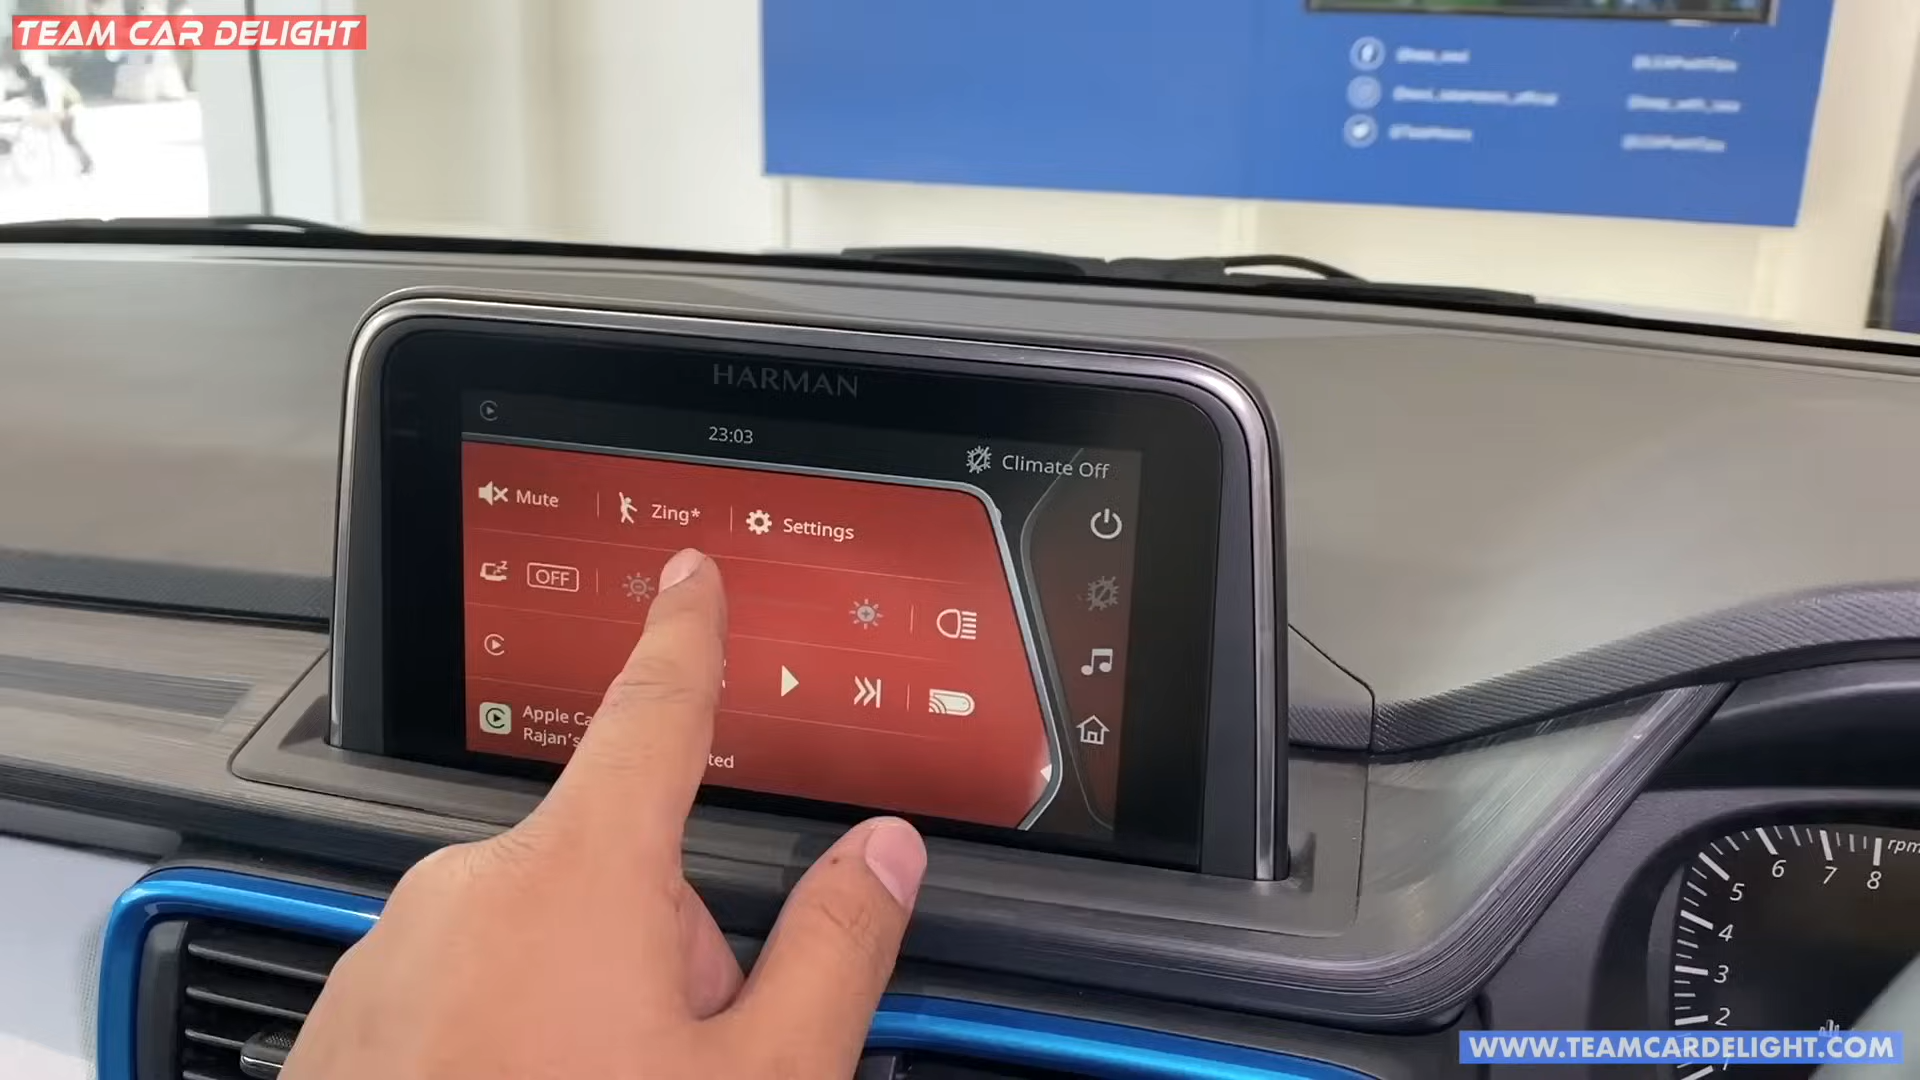 TEAM CAR DELIGHT
HARMAN
23:03
Climate Off
Mute
Zing*
Settings
OFF
Apple Ca
Rajan's
ted
rpm
8
7
6
5
4
3
2
WWW.TEAMCARDELIGHT.COM